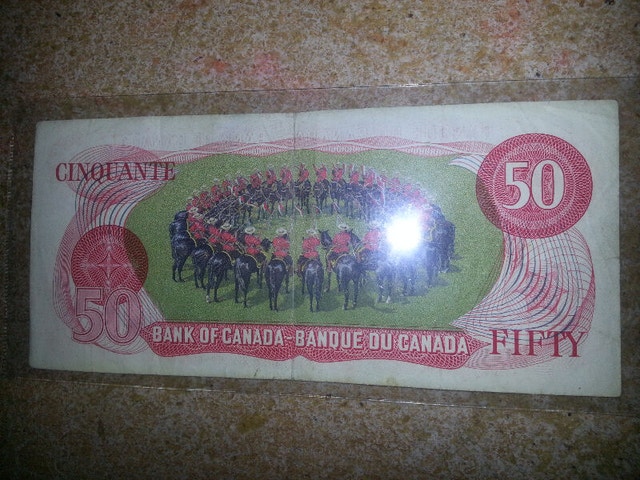 CINQUANTE
50
50
BANK OF CANADA - BANQUE DU CANADA
FIFTY